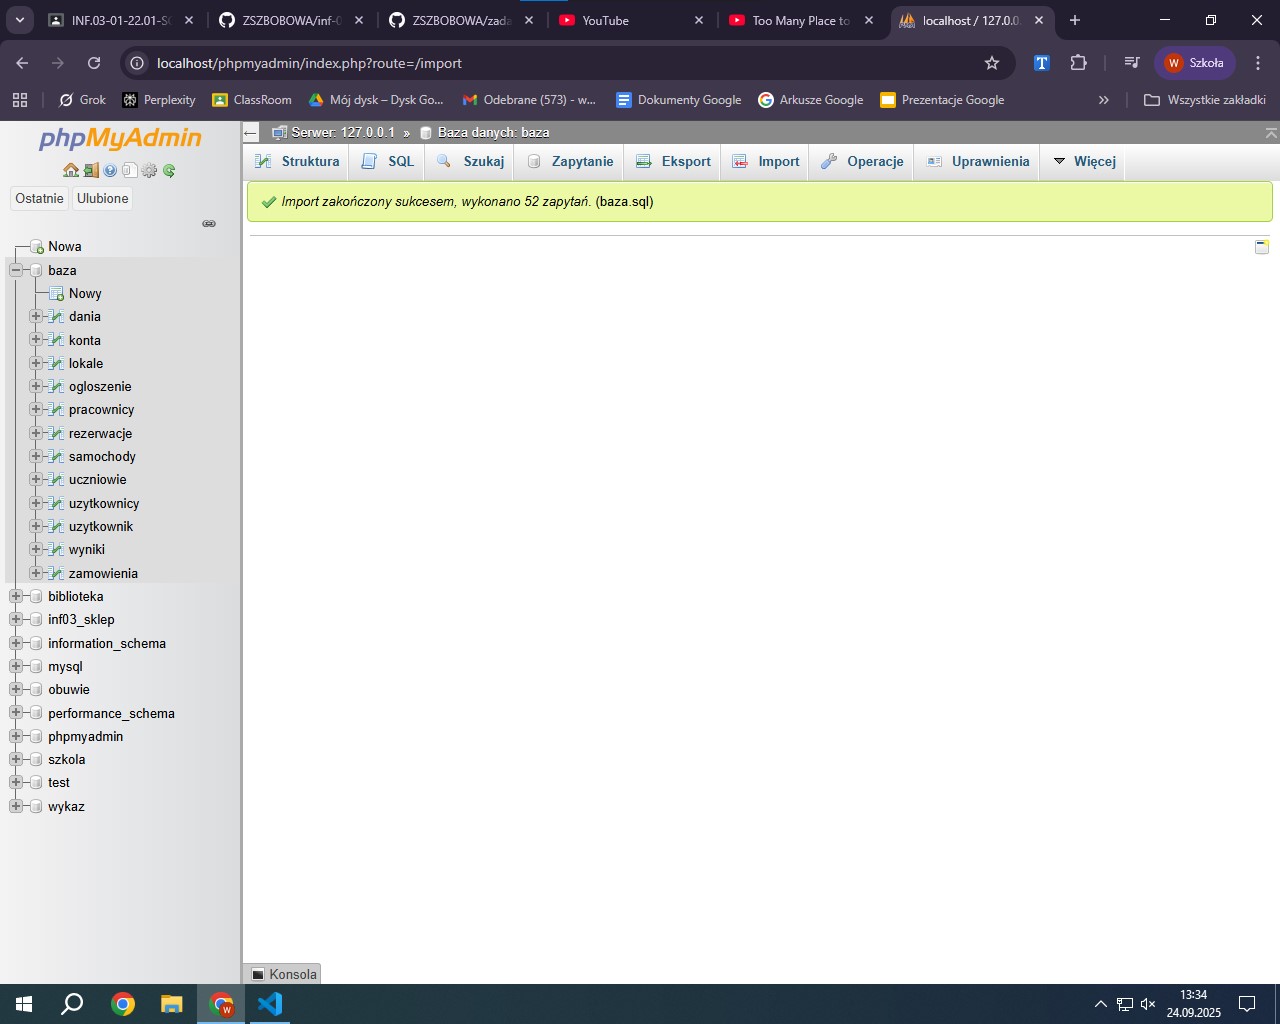 INF.03-01-22.01-SC
ZSZBOBOWA/inf-0
ZSZBOBOWA/zada
YouTube
Too Many Place to
localhost / 127.0.0
localhost/phpmyadmin/index.php?route=/import
Szkoła
Grok
Perplexity
ClassRoom
Mój dysk – Dysk Go...
Odebrane (573) - w...
Dokumenty Google
Arkusze Google
Prezentacje Google
Wszystkie zakładki
phpMyAdmin
Ostatnie
Ulubione
Serwer: 127.0.0.1 » Baza danych: baza
Struktura
SQL
Szukaj
Zapytanie
Eksport
Import
Operacje
Uprawnienia
Więcej
Import zakończony sukcesem, wykonano 52 zapytań. (baza.sql)
Nowa
baza
Nowy
dania
konta
lokale
ogloszenie
pracownicy
rezerwacje
samochody
uczniowie
uzytkownicy
uzytkownik
wyniki
zamowienia
biblioteka
inf03_sklep
information_schema
mysql
obuwie
performance_schema
phpmyadmin
szkola
test
wykaz
Konsola
13:34
24.09.2025